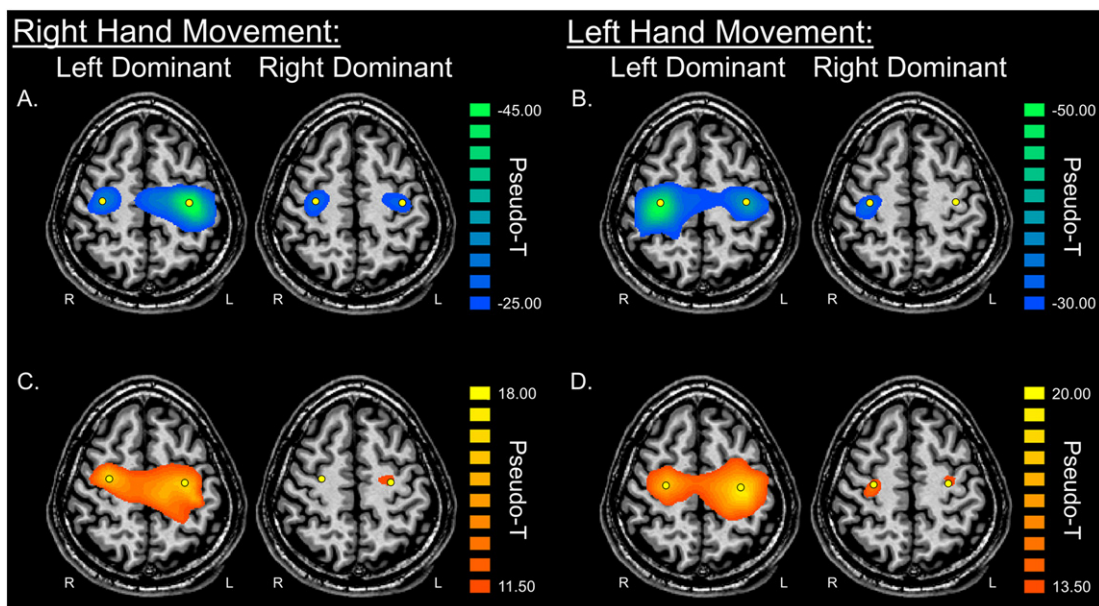 Right Hand Movement:
Left Hand Movement:
Left Dominant
Right Dominant
Left Dominant
Right Dominant
A.
-45.00
Pseudo-T
-25.00
R
L
R
L
B.
-50.00
Pseudo-T
-30.00
R
L
R
L
C.
18.00
Pseudo-T
11.50
R
L
R
L
D.
20.00
Pseudo-T
13.50
R
L
R
L